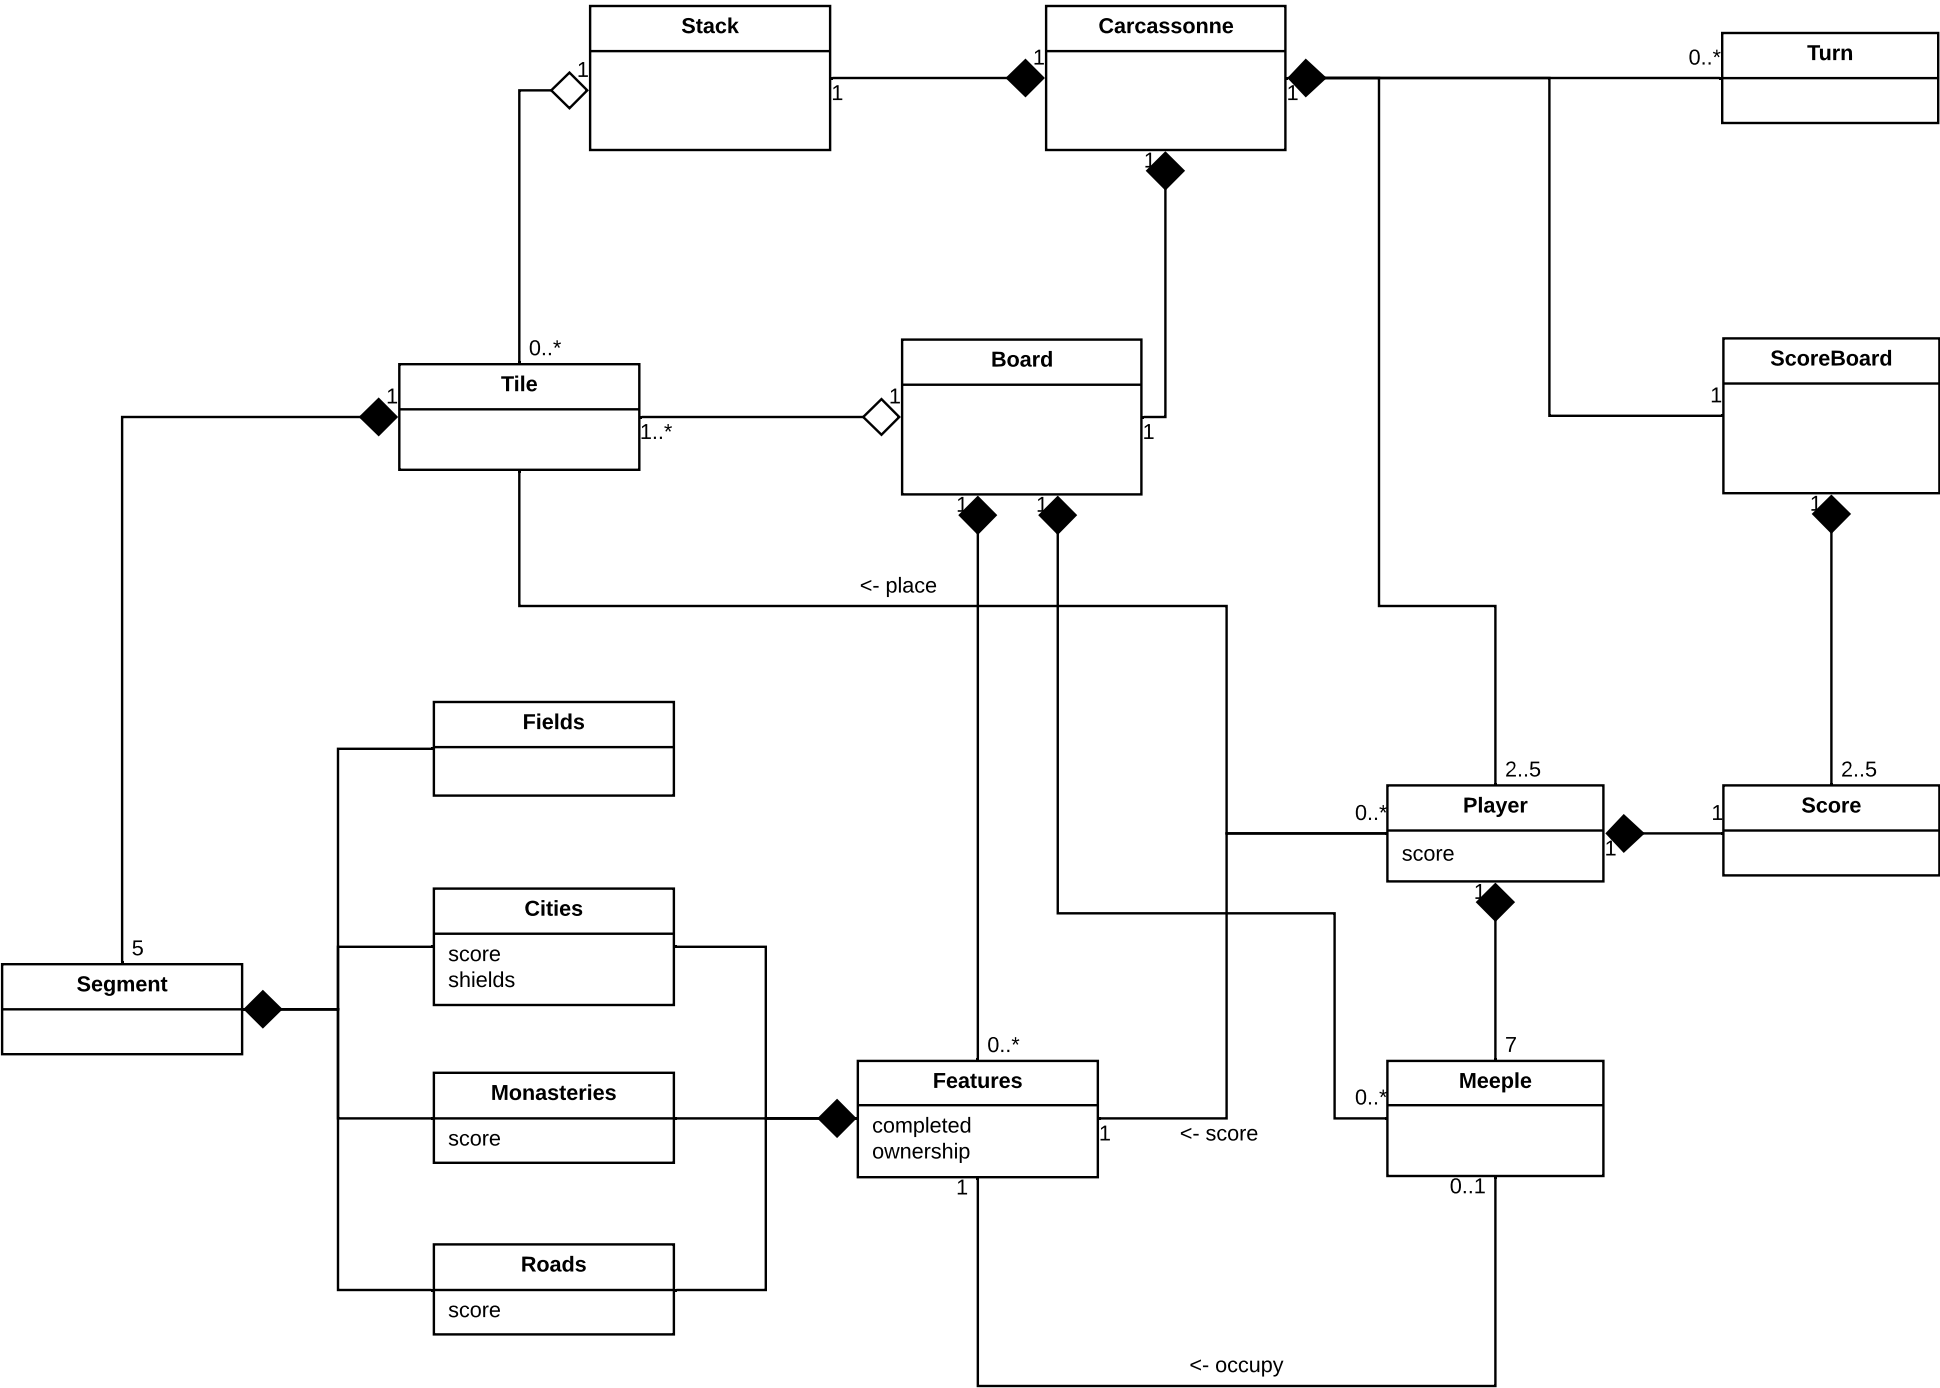 Stack
Carcassonne
Turn
1
1
0..*
1
1
1
0..*
Tile
Board
ScoreBoard
1
1
1
1..*
1
1
1
1
<- place
Fields
2..5
2..5
Player
Score
0..*
1
score
1
1
Cities
score
shields
5
Segment
0..*
7
Monasteries
Features
Meeple
score
completed
ownership
0..*
1
<- score
1
0..1
Roads
score
<- occupy